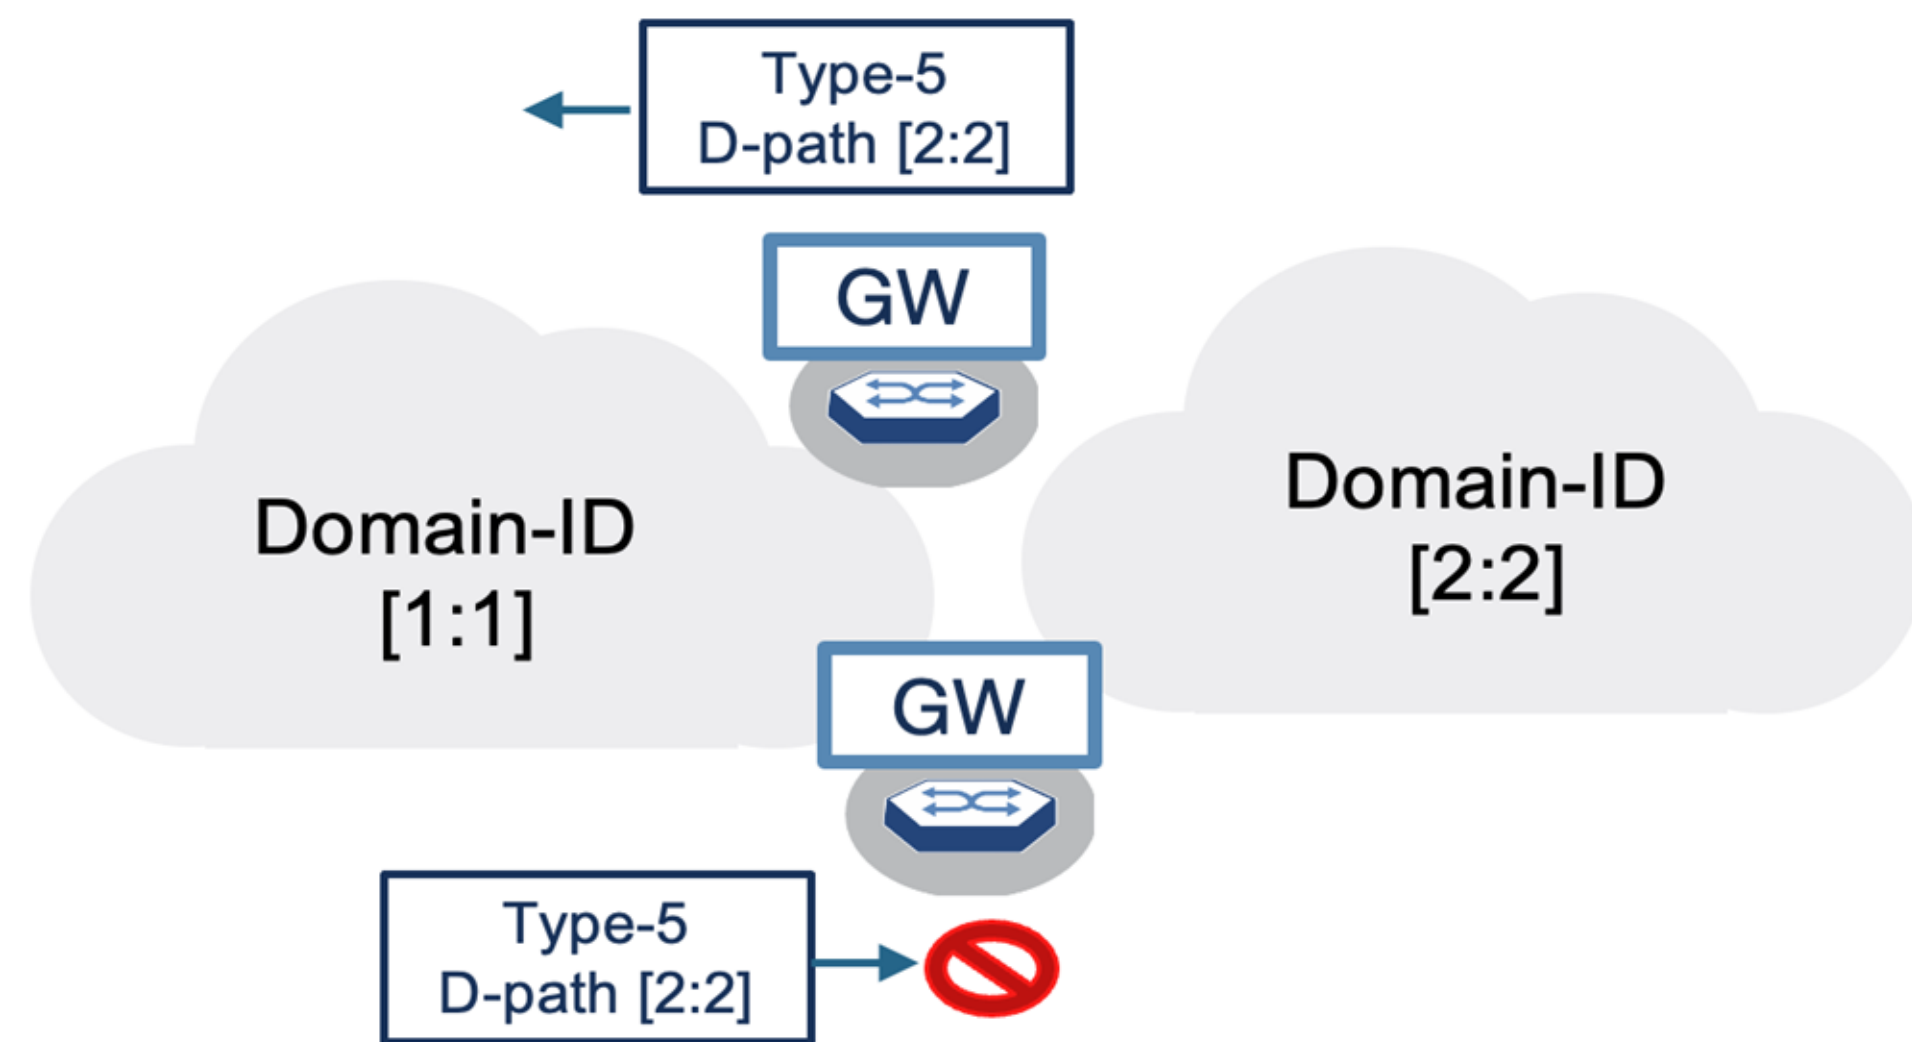 Type-5
D-path [2:2]
GW
Domain-ID
[1:1]
Domain-ID
[2:2]
GW
Type-5
D-path [2:2]